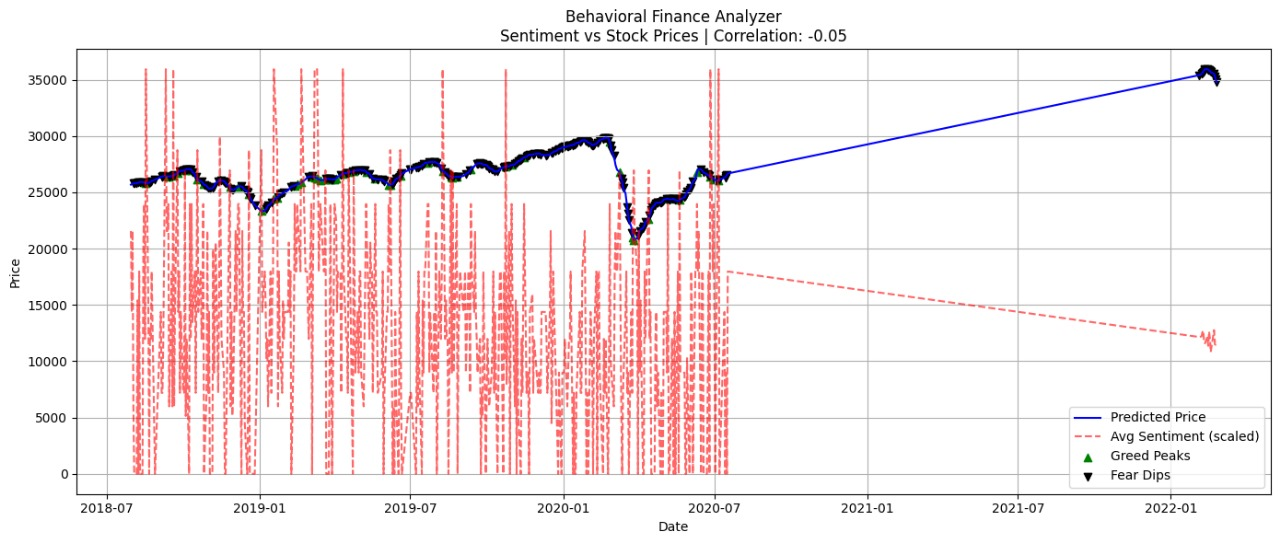 Behavioral Finance Analyzer
Sentiment vs Stock Prices | Correlation: -0.05
35000
30000
25000
20000
15000
10000
5000
0
Price
Predicted Price
Avg Sentiment (scaled)
Greed Peaks
Fear Dips
2018-07 2019-01 2019-07 2020-01 2020-07 2021-01 2021-07 2022-01
Date